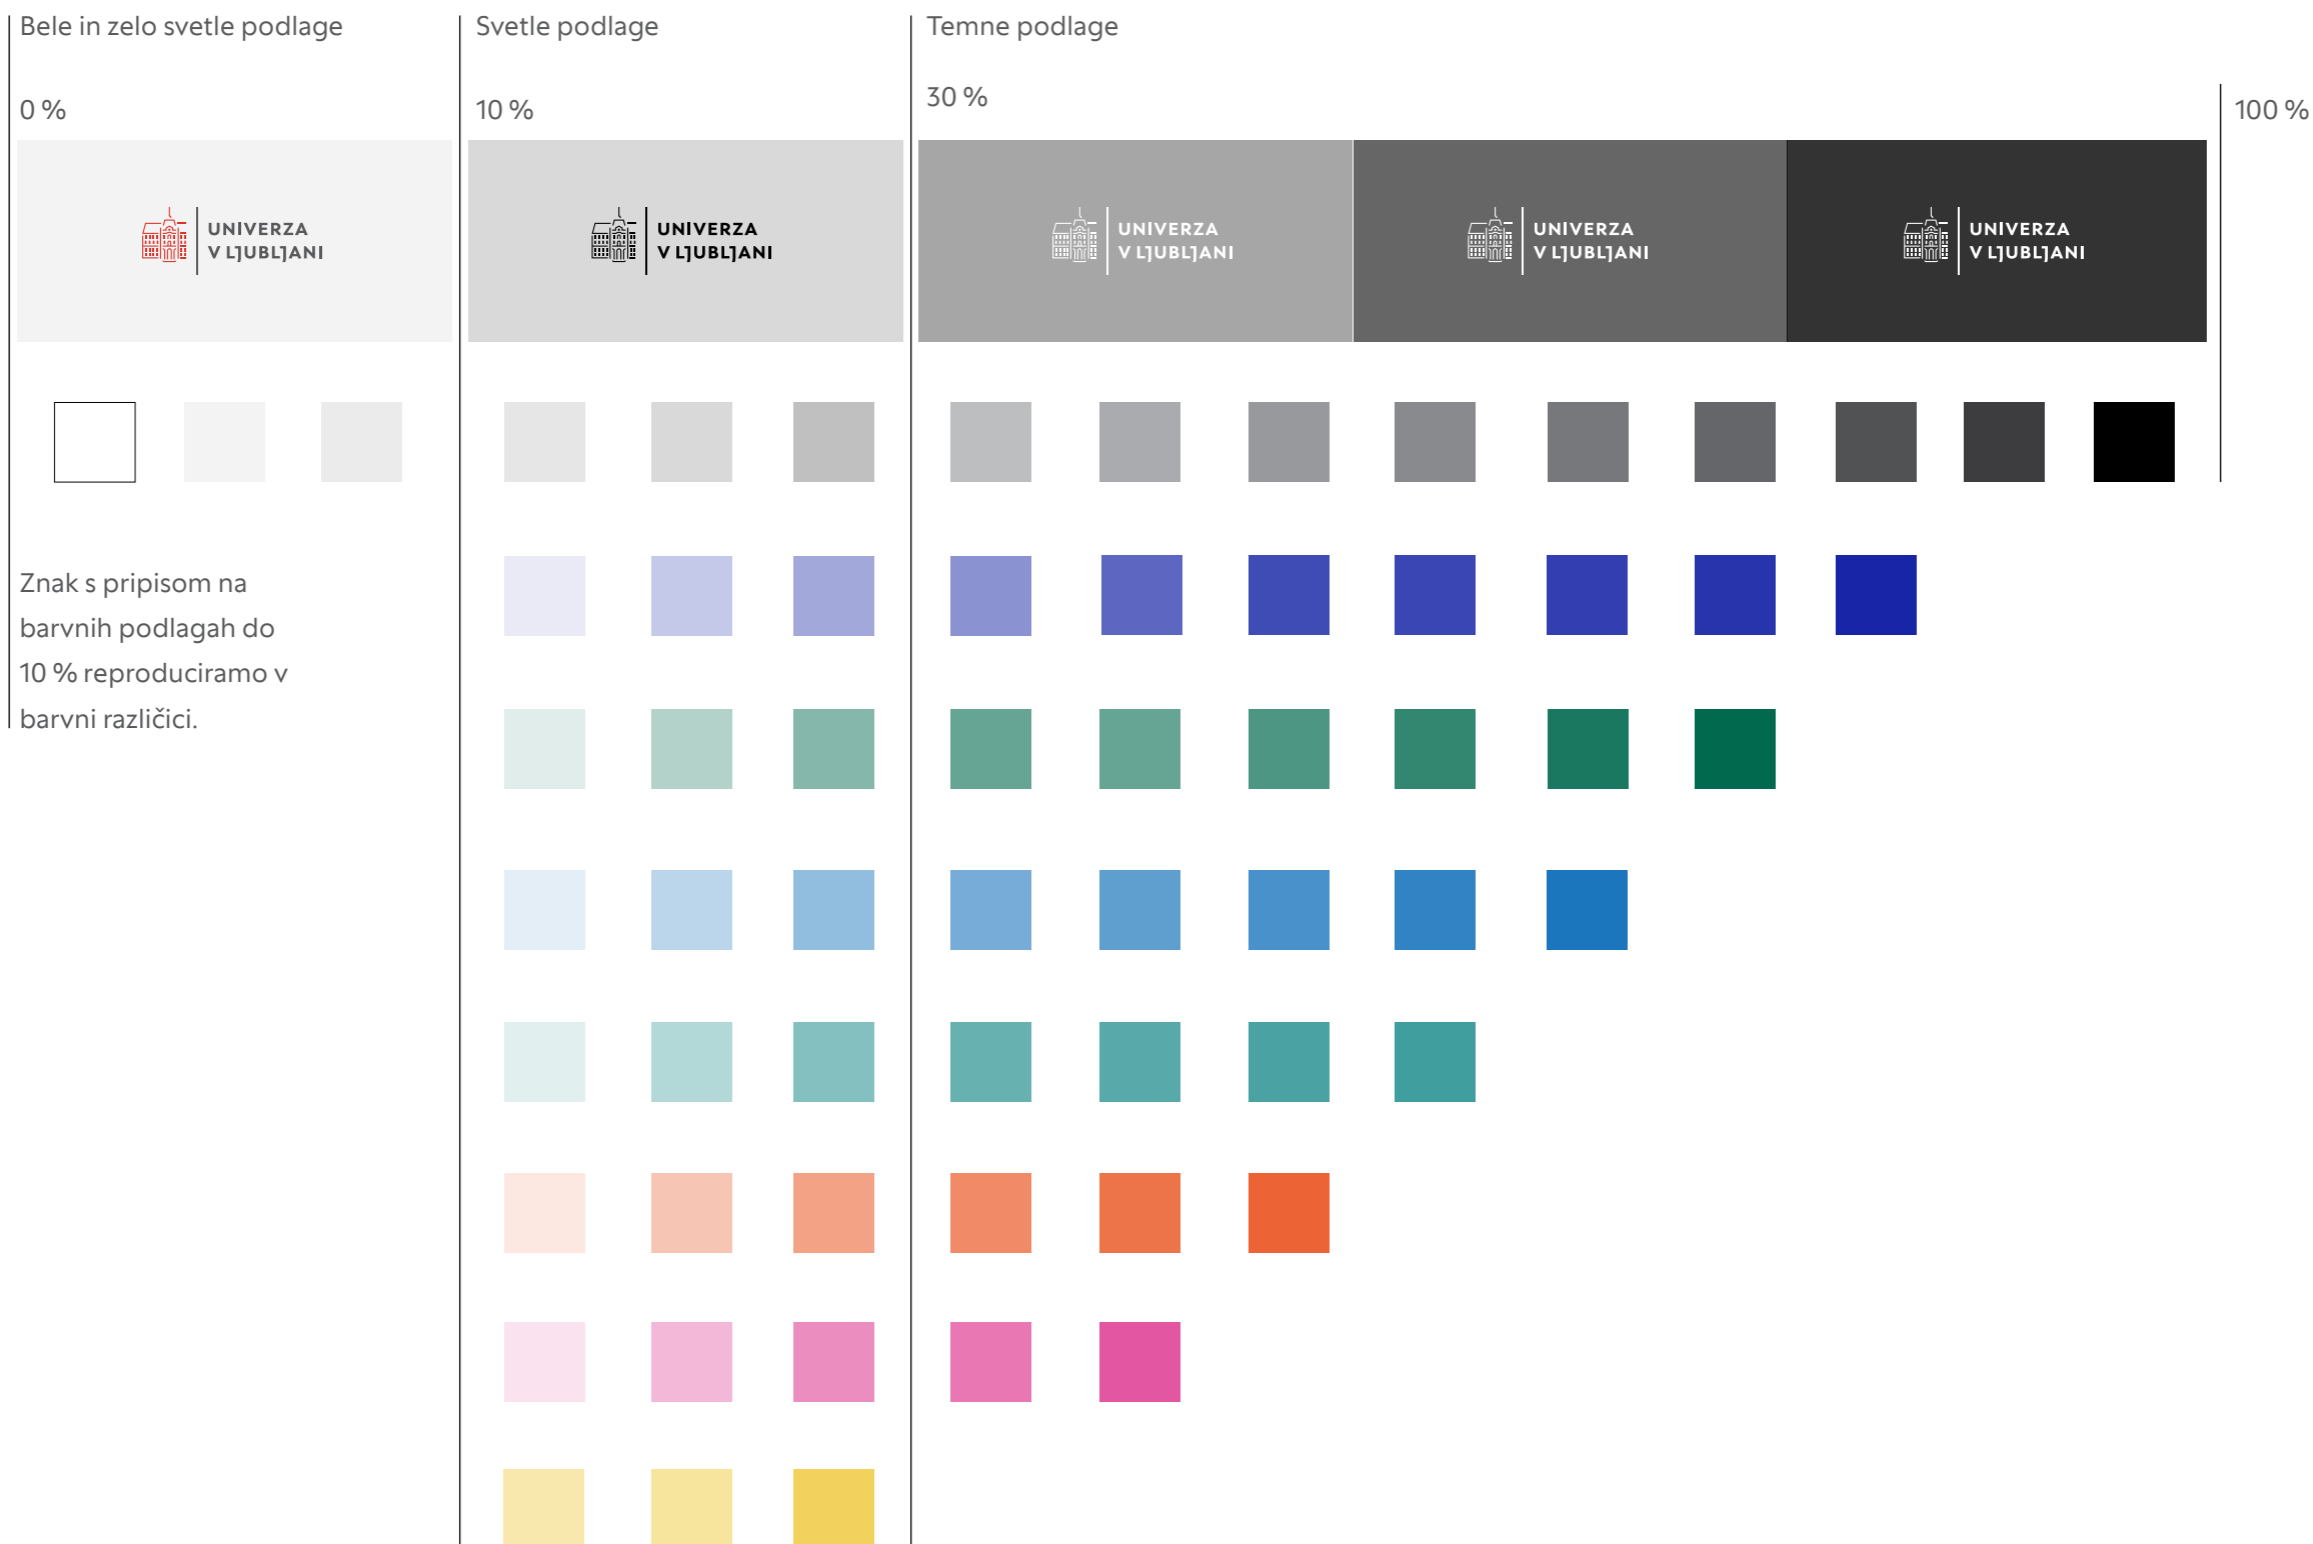 Bele in zelo svetle podlage
Svetle podlage
Temne podlage
0 %
10 %
30 %
100 %
UNIVERZA
V LJUBLJANI
UNIVERZA
V LJUBLJANI
UNIVERZA
V LJUBLJANI
UNIVERZA
V LJUBLJANI
UNIVERZA
V LJUBLJANI
Znak s pripisom na
barvnih podlagah do
10 % reproduciramo v
barvni različici.